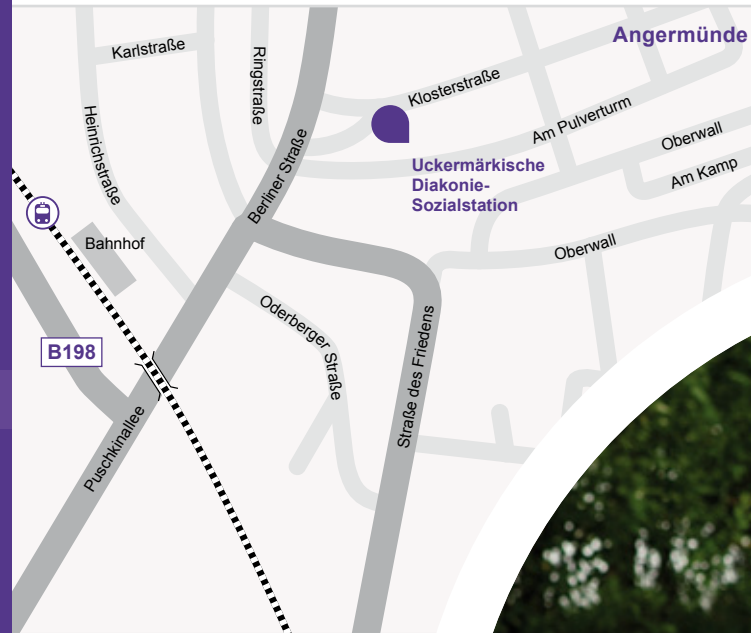 Angermünde
Karlstraße
Ringstraße
Klosterstraße
Heinrichstraße
Am Pulverturm
Oberwall
Berliner Straße
Uckermärkische
Diakonie-
Sozialstation
Am Kamp
Bahnhof
Oberwall
Oderberger Straße
B198
Straße des Friedens
Puschkinallee